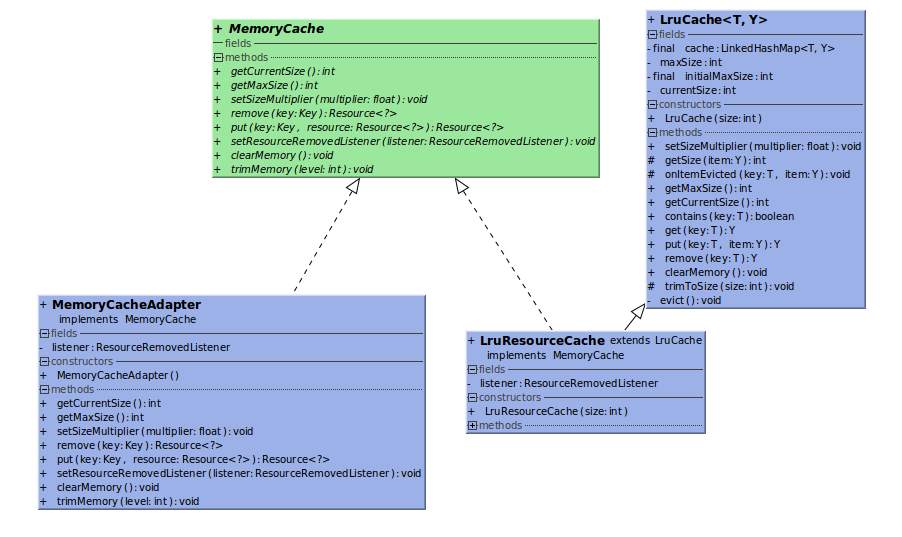 + MemoryCache
fields
methods
+ getCurrentSize():int
+ getMaxSize():int
+ setSizeMultiplier(multiplier:float):void
+ remove(key:Key):Resource<?>
+ put(key:Key, resource:Resource<?>):Resource<?>
+ setResourceRemovedListener(listener:ResourceRemovedListener):void
+ clearMemory():void
+ trimMemory(level:int):void
+ LruCache<T, Y>
fields
- final cache:LinkedHashMap<T, Y>
- maxSize:int
- final initialMaxSize:int
- currentSize:int
constructors
+ LruCache(size:int)
methods
+ setSizeMultiplier(multiplier:float):void
# getSize(item:Y):int
# onItemEvicted(key:T, item:Y):void
+ getMaxSize():int
+ getCurrentSize():int
+ contains(key:T):boolean
+ get(key:T):Y
+ put(key:T, item:Y):Y
+ remove(key:T):Y
+ clearMemory():void
# trimToSize(size:int):void
- evict():void
+ MemoryCacheAdapter
implements MemoryCache
fields
- listener:ResourceRemovedListener
constructors
+ MemoryCacheAdapter()
methods
+ getCurrentSize():int
+ getMaxSize():int
+ setSizeMultiplier(multiplier:float):void
+ remove(key:Key):Resource<?>
+ put(key:Key, resource:Resource<?>):Resource<?>
+ setResourceRemovedListener(listener:ResourceRemovedListener):void
+ clearMemory():void
+ trimMemory(level:int):void
+ LruResourceCache extends LruCache
implements MemoryCache
fields
- listener:ResourceRemovedListener
constructors
+ LruResourceCache(size:int)
methods